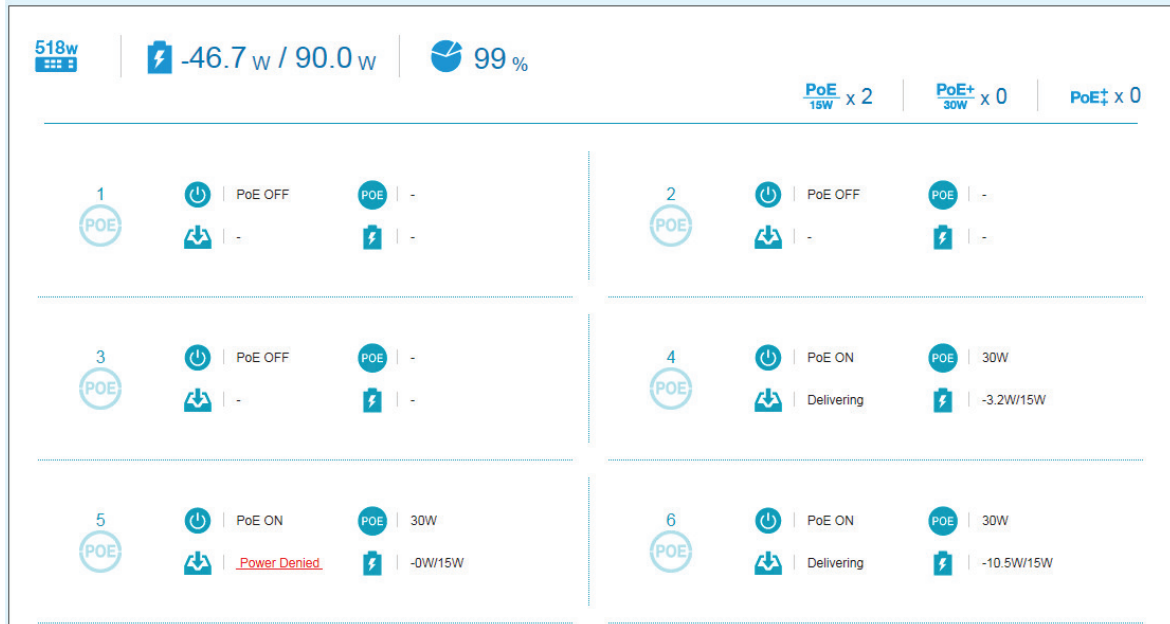 518w
-46.7 W / 90.0 W
99 %
PoE 15W x 2
PoE+ 30W x 0
PoE‡ x 0
1
POE
PoE OFF
POE
-
-
-
2
POE
PoE OFF
POE
-
-
-
3
POE
PoE OFF
POE
-
-
-
4
POE
PoE ON
POE
30W
Delivering
-3.2W/15W
5
POE
PoE ON
POE
30W
Power Denied
-0W/15W
6
POE
PoE ON
POE
30W
Delivering
-10.5W/15W